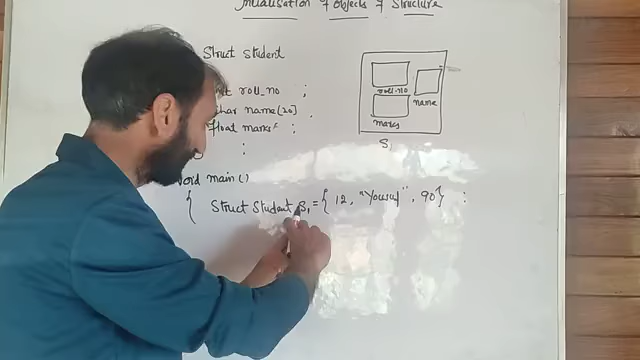 Initialisation of Objects of Structure
Struct Student
roll_no ;
char name[20] .
float marks ;
;
void main()
{ Struct Student S1 = { 12, "Yousuf", 90} ;
roll-no
name
marks
S1